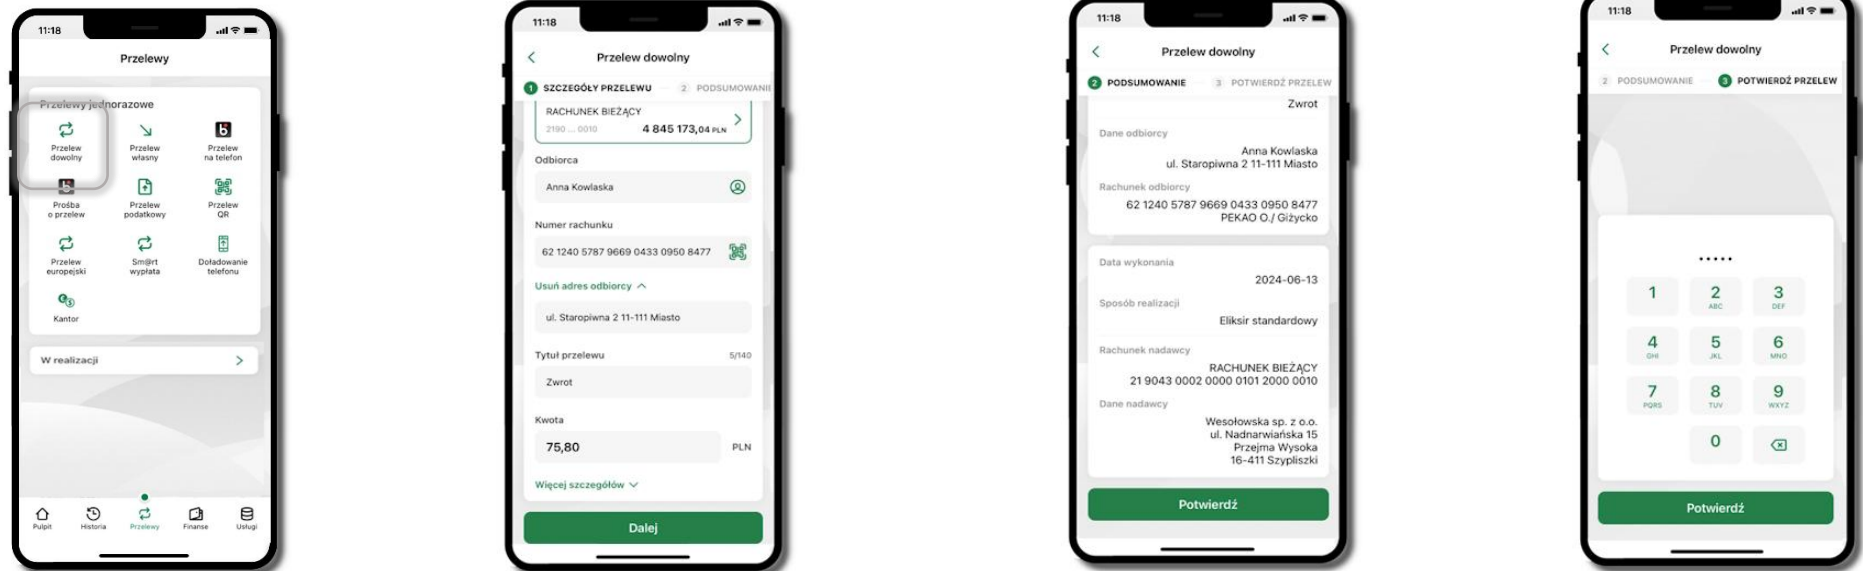 11:18
Przelewy
Przelewy jednorazowe
Przelew
dowolny
Przelew
własny
Przelew
na telefon
Prośba
o przelew
Przelew
podatkowy
Przelew
QR
Przelew
europejski
Sm@rt
wypłata
Doładowanie
telefonu
Kantor
W realizacji
Pulpit
Historia
Przelewy
Finanse
Usługi
11:18
Przelew dowolny
1 SZCZEGÓŁY PRZELEWU 2 PODSUMOWANIE
RACHUNEK BIEŻĄCY
2190 ... 0010 4 845 173,04 PLN
Odbiorca
Anna Kowlaska
Numer rachunku
62 1240 5787 9669 0433 0950 8477
Usuń adres odbiorcy
ul. Staropiwna 2 11-111 Miasto
Tytuł przelewu 5/140
Zwrot
Kwota
75,80 PLN
Więcej szczegółów
Dalej
11:18
Przelew dowolny
2 PODSUMOWANIE 3 POTWIERDŹ PRZELEW
Zwrot
Dane odbiorcy
Anna Kowlaska
ul. Staropiwna 2 11-111 Miasto
Rachunek odbiorcy
62 1240 5787 9669 0433 0950 8477
PEKAO O./ Giżycko
Data wykonania
2024-06-13
Sposób realizacji
Eliksir standardowy
Rachunek nadawcy
RACHUNEK BIEŻĄCY
21 9043 0002 0000 0101 2000 0010
Dane nadawcy
Wesołowska sp. z o.o.
ul. Nadnarwiańska 15
Przejma Wysoka
16-411 Szypliszki
Potwierdź
11:18
Przelew dowolny
2 PODSUMOWANIE 3 POTWIERDŹ PRZELEW
1 2 3
ABC DEF
4 5 6
GHI JKL MNO
7 8 9
PQRS TUV WXYZ
0
Potwierdź